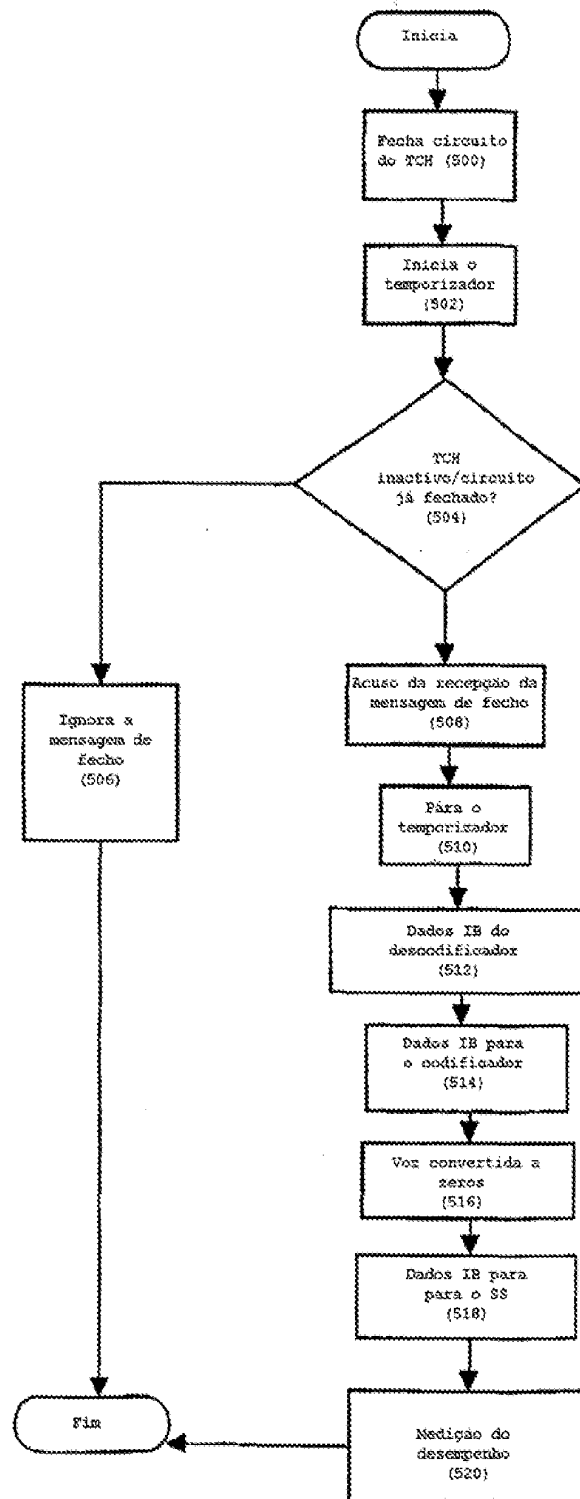 Inicia
Fecha circuito
do TCH (500)
Inicia o
temporizador
(502)
TCH
inactivo/circuito
já fechado?
(504)
Ignora a
mensagem de
fecho
(506)
Acuso da recepção da
mensagem de fecho
(508)
Pára o
temporizador
(510)
Dados IB do
descodificador
(512)
Dados IB para
o codificador
(514)
Voz convertida a
zeros
(516)
Dados IB para
para o SS
(518)
Medição do
desempenho
(520)
Fim